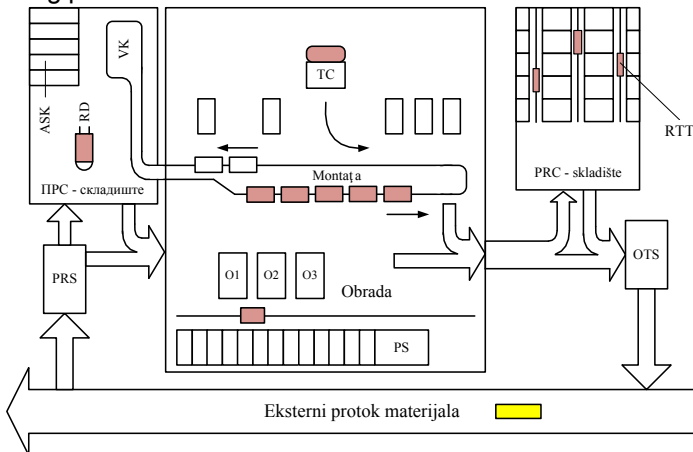 VK
TC
ASK
RD
RTT
Montaţa
ПРС - складиште
PRC - skladište
PRS
O1
O2
O3
Obrada
OTS
PS
Eksterni protok materijala